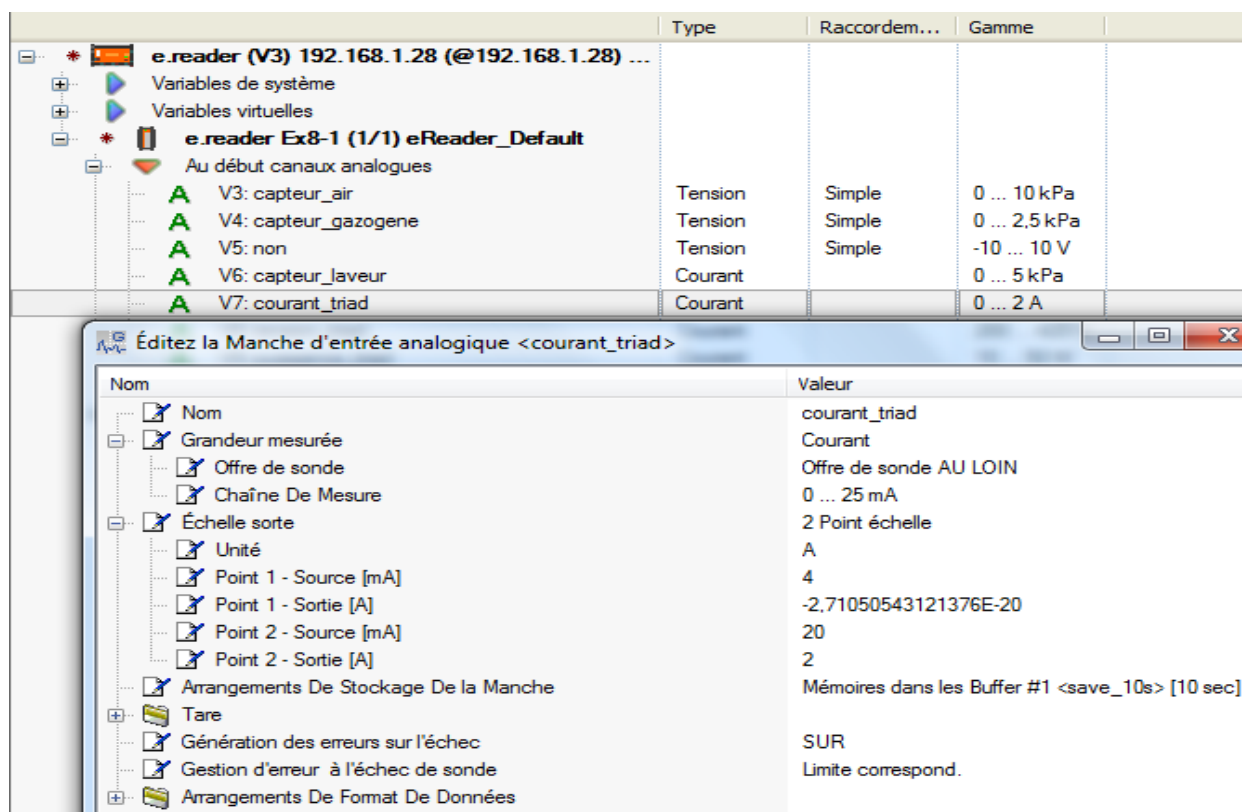 Type Raccordem... Gamme
e.reader (V3) 192.168.1.28 (@192.168.1.28) ...
Variables de système
Variables virtuelles
e.reader Ex8-1 (1/1) eReader_Default
Au début canaux analogues
A V3: capteur_air Tension Simple 0 ... 10 kPa
A V4: capteur_gazogene Tension Simple 0 ... 2,5 kPa
A V5: non Tension Simple -10 ... 10 V
A V6: capteur_laveur Courant 0 ... 5 kPa
A V7: courant_triad Courant 0 ... 2 A
Éditez la Manche d'entrée analogique <courant_triad>
Nom Valeur
Nom courant_triad
Grandeur mesurée Courant
Offre de sonde Offre de sonde AU LOIN
Chaîne De Mesure 0 ... 25 mA
Échelle sorte 2 Point échelle
Unité A
Point 1 - Source [mA] 4
Point 1 - Sortie [A] -2,71050543121376E-20
Point 2 - Source [mA] 20
Point 2 - Sortie [A] 2
Arrangements De Stockage De la Manche Mémoires dans les Buffer #1 <save_10s> [10 sec]
Tare
Génération des erreurs sur l'échec SUR
Gestion d'erreur à l'échec de sonde Limite correspond.
Arrangements De Format De Données